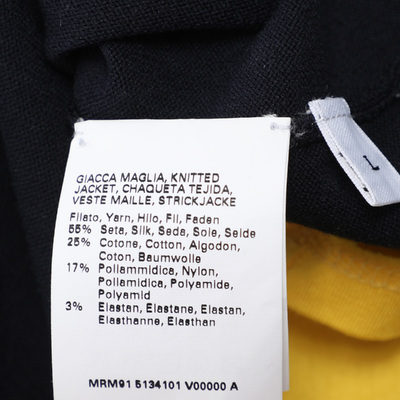 GIACCA MAGLIA, KNITTED
JACKET, CHAQUETA TEJIDA,
VESTE MAILLE, STRICKJACKE
Filato, Yarn, Hilo, Fil, Faden
55% Seta, Silk, Seda, Soie, Seide
25% Cotone, Cotton, Algodon,
Coton, Baumwolle
17% Poliammidica, Nylon,
Poliamidica, Polyamide,
Polyamid
3% Elastan, Elastane, Elastan,
Elasthanne, Elasthan
MRM91 5134101 V00000 A
L